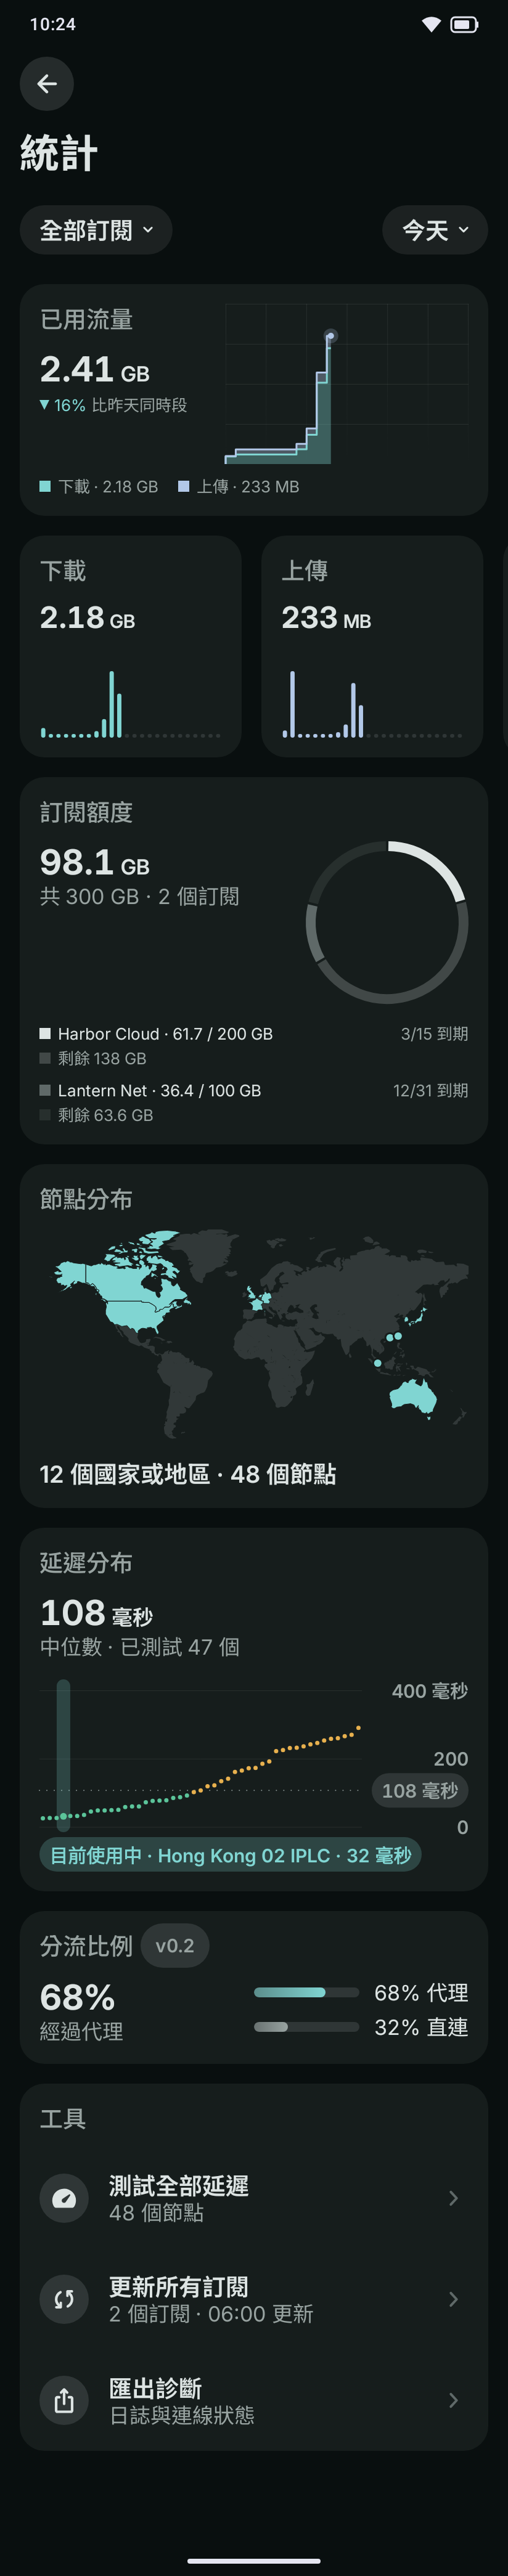 10:24
統計
全部訂閱
今天
已用流量
2.41 GB
▼ 16% 比昨天同時段
下載 · 2.18 GB
上傳 · 233 MB
下載
2.18 GB
上傳
233 MB
訂閱額度
98.1 GB
共 300 GB · 2 個訂閱
Harbor Cloud · 61.7 / 200 GB
3/15 到期
剩餘 138 GB
Lantern Net · 36.4 / 100 GB
12/31 到期
剩餘 63.6 GB
節點分布
12 個國家或地區 · 48 個節點
延遲分布
108 毫秒
中位數 · 已測試 47 個
400 毫秒
200
108 毫秒
0
目前使用中 · Hong Kong 02 IPLC · 32 毫秒
分流比例 v0.2
68%
經過代理
68% 代理
32% 直連
工具
測試全部延遲
48 個節點
更新所有訂閱
2 個訂閱 · 06:00 更新
匯出診斷
日誌與連線狀態